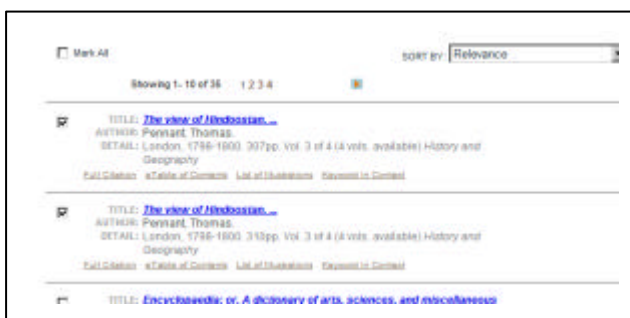 Mark All
SORT BY: Relevance
Showing 1- 10 of 36 1 2 3 4
TITLE: The view of Hindoostan. ...
AUTHOR: Pennant, Thomas.
DETAIL: London, 1798-1800. 397pp. Vol. 3 of 4 (4 vols. available) History and
Geography
Full Citation eTable of Contents List of Illustrations Keyword in Context
TITLE: The view of Hindoostan. ...
AUTHOR: Pennant, Thomas.
DETAIL: London, 1798-1800. 310pp. Vol. 3 of 4 (4 vols. available) History and
Geography
Full Citation eTable of Contents List of Illustrations Keyword in Context
TITLE: Encyclopaedia; or, A dictionary of arts, sciences, and miscellaneous